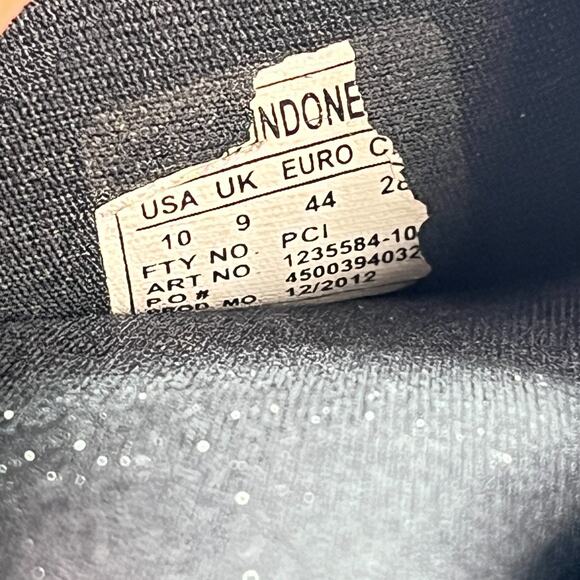 INDONE
USA UK EURO C
10 9 44 28
FTY NO. PCI
ART NO 1235584-10
P.O # 4500394032
PROD MO. 12/2012